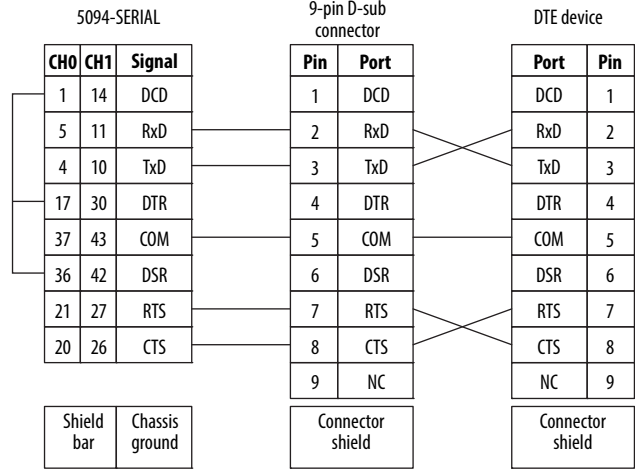 5094-SERIAL
9-pin D-sub
connector
DTE device
CH0 CH1 Signal
Pin Port
Port Pin
1 14 DCD
1 DCD
DCD 1
5 11 RxD
2 RxD
RxD 2
4 10 TxD
3 TxD
TxD 3
17 30 DTR
4 DTR
DTR 4
37 43 COM
5 COM
COM 5
36 42 DSR
6 DSR
DSR 6
21 27 RTS
7 RTS
RTS 7
20 26 CTS
8 CTS
CTS 8
9 NC
NC 9
Shield
bar
Chassis
ground
Connector
shield
Connector
shield